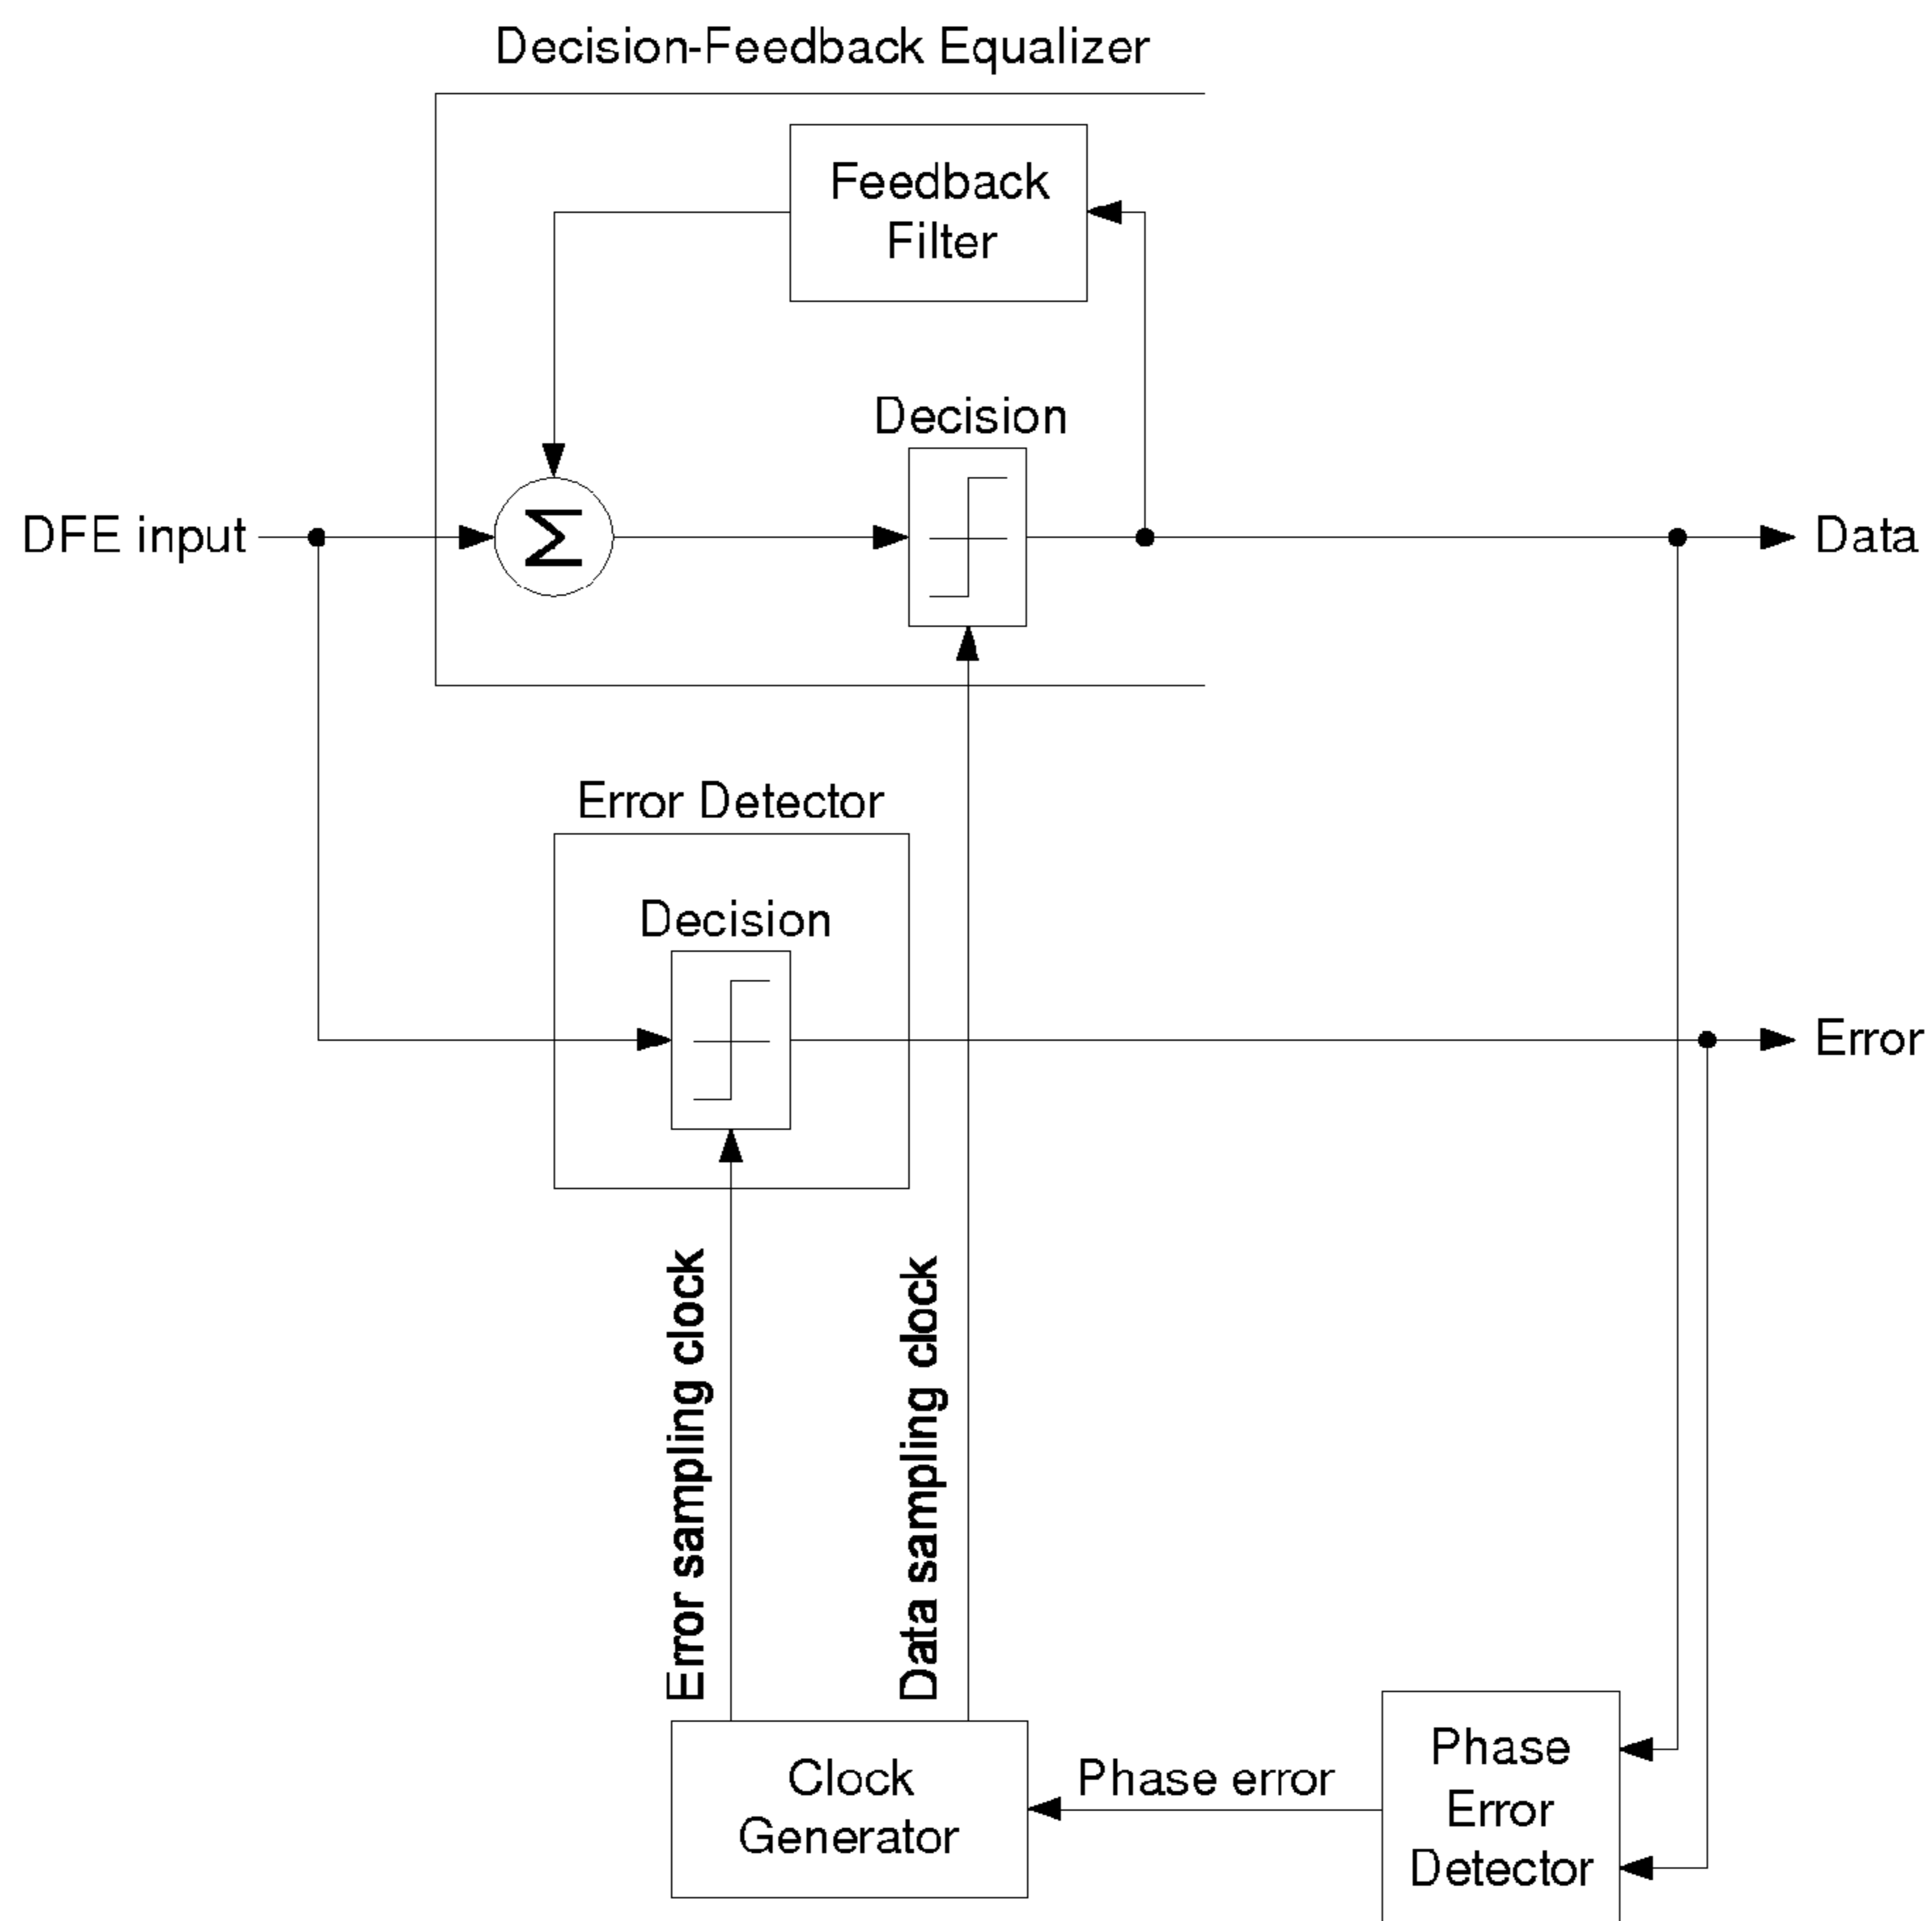 Decision-Feedback Equalizer
Feedback
Filter
Decision
DFE input
Σ
Data
Error Detector
Decision
Error
Error sampling clock
Data sampling clock
Clock
Generator
Phase error
Phase
Error
Detector